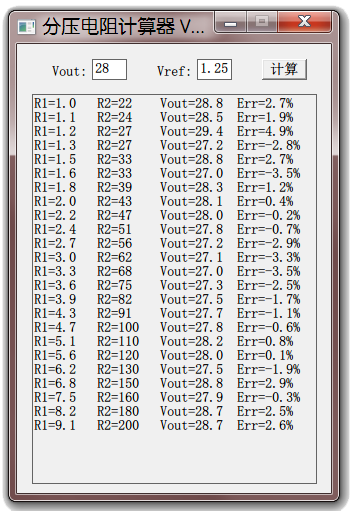 分压电阻计算器 V...
Vout: 28 Vref: 1.25 计算
R1=1.0 R2=22 Vout=28.8 Err=2.7%
R1=1.1 R2=24 Vout=28.5 Err=1.9%
R1=1.2 R2=27 Vout=29.4 Err=4.9%
R1=1.3 R2=27 Vout=27.2 Err=-2.8%
R1=1.5 R2=33 Vout=28.8 Err=2.7%
R1=1.6 R2=33 Vout=27.0 Err=-3.5%
R1=1.8 R2=39 Vout=28.3 Err=1.2%
R1=2.0 R2=43 Vout=28.1 Err=0.4%
R1=2.2 R2=47 Vout=28.0 Err=-0.2%
R1=2.4 R2=51 Vout=27.8 Err=-0.7%
R1=2.7 R2=56 Vout=27.2 Err=-2.9%
R1=3.0 R2=62 Vout=27.1 Err=-3.3%
R1=3.3 R2=68 Vout=27.0 Err=-3.5%
R1=3.6 R2=75 Vout=27.3 Err=-2.5%
R1=3.9 R2=82 Vout=27.5 Err=-1.7%
R1=4.3 R2=91 Vout=27.7 Err=-1.1%
R1=4.7 R2=100 Vout=27.8 Err=-0.6%
R1=5.1 R2=110 Vout=28.2 Err=0.8%
R1=5.6 R2=120 Vout=28.0 Err=0.1%
R1=6.2 R2=130 Vout=27.5 Err=-1.9%
R1=6.8 R2=150 Vout=28.8 Err=2.9%
R1=7.5 R2=160 Vout=27.9 Err=-0.3%
R1=8.2 R2=180 Vout=28.7 Err=2.5%
R1=9.1 R2=200 Vout=28.7 Err=2.6%